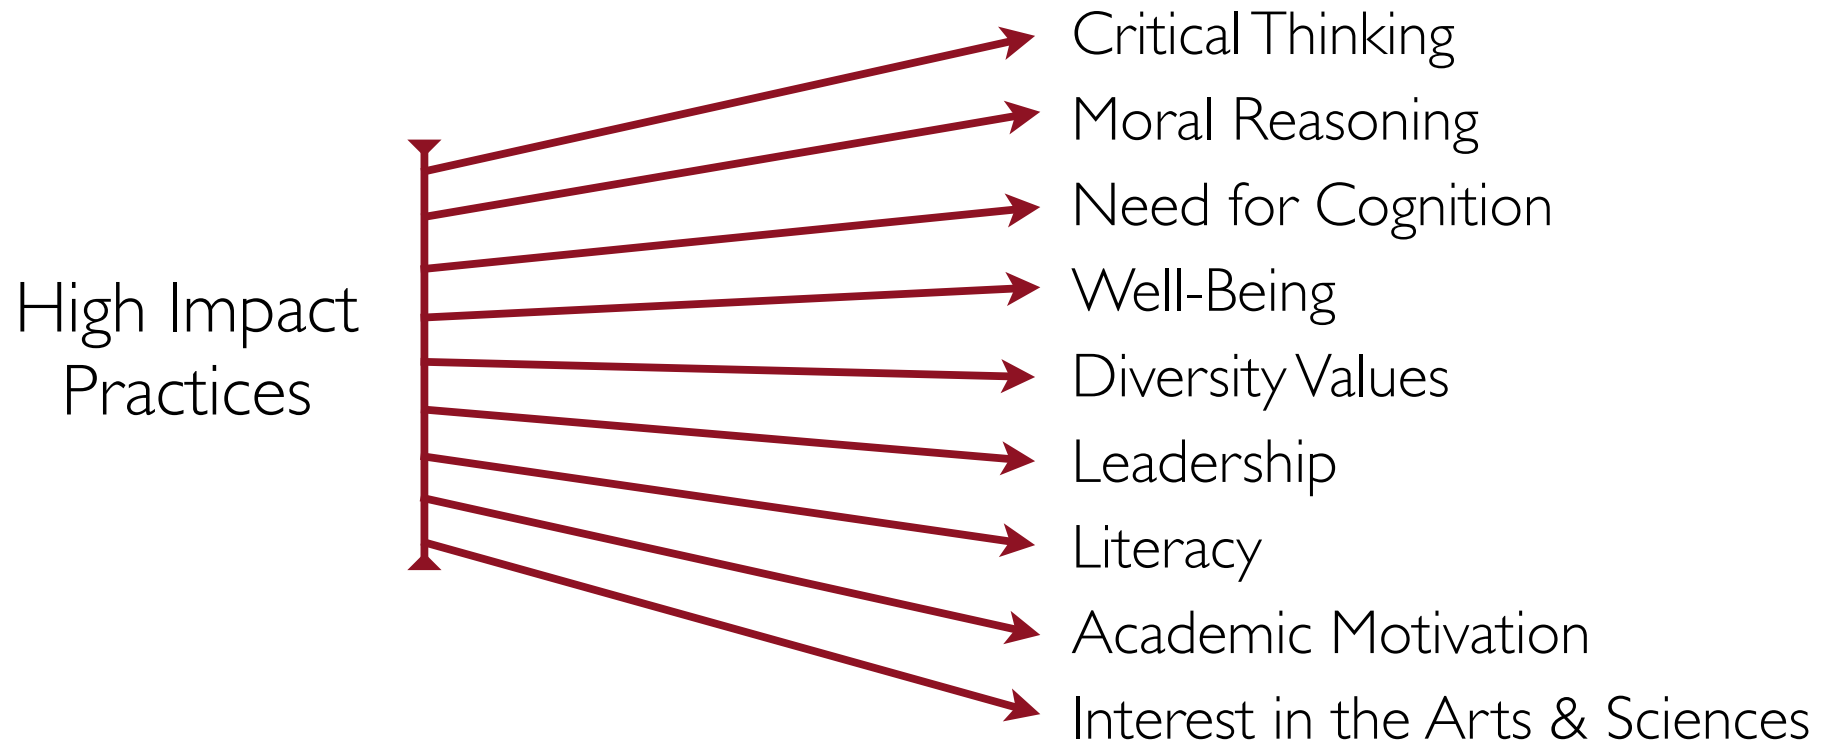 High Impact
Practices
Critical Thinking
Moral Reasoning
Need for Cognition
Well-Being
Diversity Values
Leadership
Literacy
Academic Motivation
Interest in the Arts & Sciences